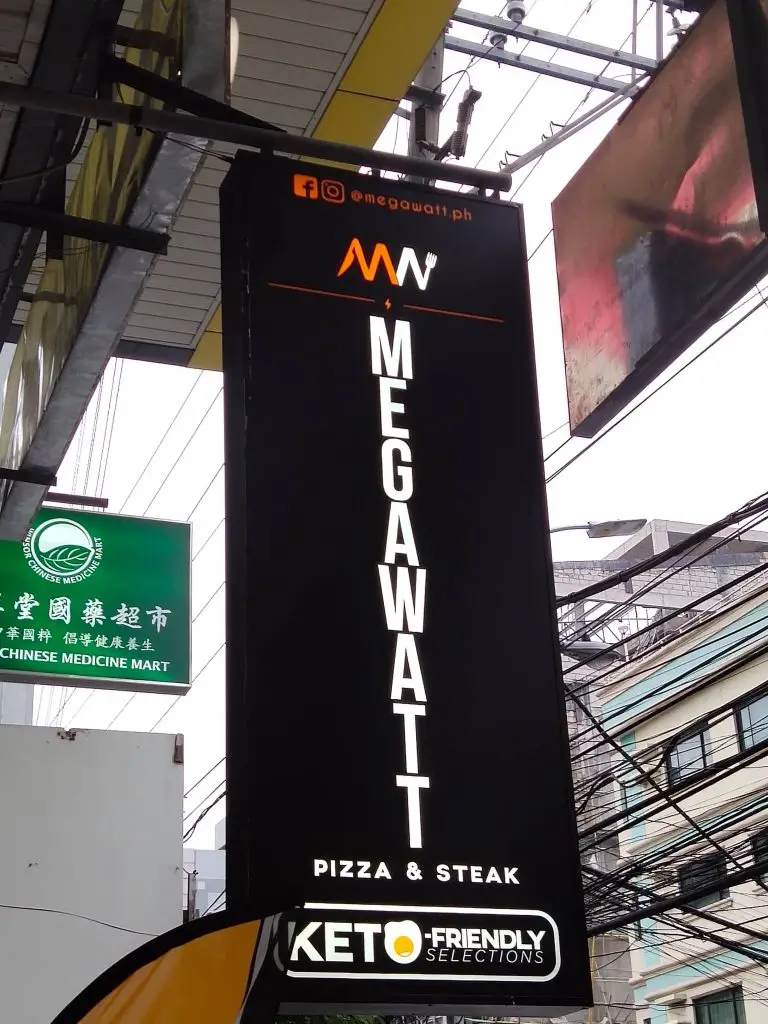 @megawatt.ph
MEGAWATT
PIZZA & STEAK
KETO-FRIENDLY
SELECTIONS
WINDSOR CHINESE MEDICINE MART
堂國藥超市
華國粹 倡導健康養生
CHINESE MEDICINE MART